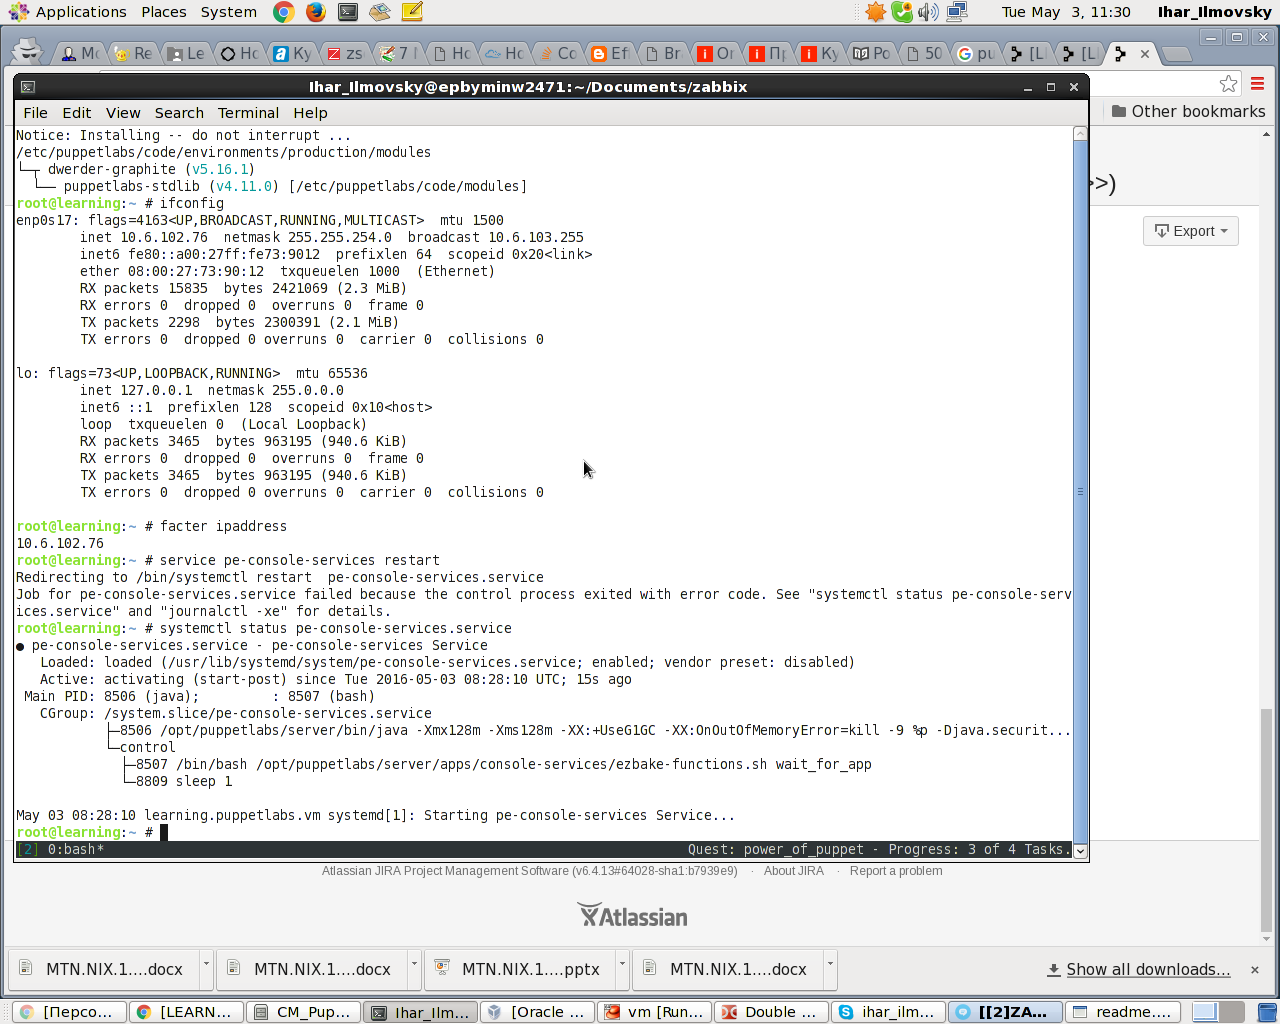 Applications Places System Tue May 3, 11:30 Ihar_Ilmovsky
Mo Re Le Ho Ky zs 7 Ho Ho Co Ef Br Or Пр Ky Po 50 pu [L [L
Ihar_Ilmovsky@epbyminw2471:~/Documents/zabbix
File Edit View Search Terminal Help
Other bookmarks
>>)
Export
Notice: Installing -- do not interrupt ...
/etc/puppetlabs/code/environments/production/modules
└─┬ dwerder-graphite (v5.16.1)
  └── puppetlabs-stdlib (v4.11.0) [/etc/puppetlabs/code/modules]
root@learning:~ # ifconfig
enp0s17: flags=4163<UP,BROADCAST,RUNNING,MULTICAST>  mtu 1500
        inet 10.6.102.76  netmask 255.255.254.0  broadcast 10.6.103.255
        inet6 fe80::a00:27ff:fe73:9012  prefixlen 64  scopeid 0x20<link>
        ether 08:00:27:73:90:12  txqueuelen 1000  (Ethernet)
        RX packets 15835  bytes 2421069 (2.3 MiB)
        RX errors 0  dropped 0  overruns 0  frame 0
        TX packets 2298  bytes 2300391 (2.1 MiB)
        TX errors 0  dropped 0 overruns 0  carrier 0  collisions 0
lo: flags=73<UP,LOOPBACK,RUNNING>  mtu 65536
        inet 127.0.0.1  netmask 255.0.0.0
        inet6 ::1  prefixlen 128  scopeid 0x10<host>
        loop  txqueuelen 0  (Local Loopback)
        RX packets 3465  bytes 963195 (940.6 KiB)
        RX errors 0  dropped 0  overruns 0  frame 0
        TX packets 3465  bytes 963195 (940.6 KiB)
        TX errors 0  dropped 0 overruns 0  carrier 0  collisions 0
root@learning:~ # facter ipaddress
10.6.102.76
root@learning:~ # service pe-console-services restart
Redirecting to /bin/systemctl restart  pe-console-services.service
Job for pe-console-services.service failed because the control process exited with error code. See "systemctl status pe-console-serv
ices.service" and "journalctl -xe" for details.
root@learning:~ # systemctl status pe-console-services.service
● pe-console-services.service - pe-console-services Service
   Loaded: loaded (/usr/lib/systemd/system/pe-console-services.service; enabled; vendor preset: disabled)
   Active: activating (start-post) since Tue 2016-05-03 08:28:10 UTC; 15s ago
 Main PID: 8506 (java);         : 8507 (bash)
   CGroup: /system.slice/pe-console-services.service
           ├─8506 /opt/puppetlabs/server/bin/java -Xmx128m -Xms128m -XX:+UseG1GC -XX:OnOutOfMemoryError=kill -9 %p -Djava.securit...
           └─control
             ├─8507 /bin/bash /opt/puppetlabs/server/apps/console-services/ezbake-functions.sh wait_for_app
             └─8809 sleep 1
May 03 08:28:10 learning.puppetlabs.vm systemd[1]: Starting pe-console-services Service...
root@learning:~ #
[2] 0:bash* Quest: power_of_puppet - Progress: 3 of 4 Tasks.
Atlassian JIRA Project Management Software (v6.4.13#64028-sha1:b7939e9) · About JIRA · Report a problem
Atlassian
MTN.NIX.1....docx MTN.NIX.1....docx MTN.NIX.1....pptx MTN.NIX.1....docx Show all downloads...
[Персо... [LEARN... CM_Pup... Ihar_Ilm... [Oracle ... vm [Run... Double ... ihar_ilm... [[2]ZA... readme....